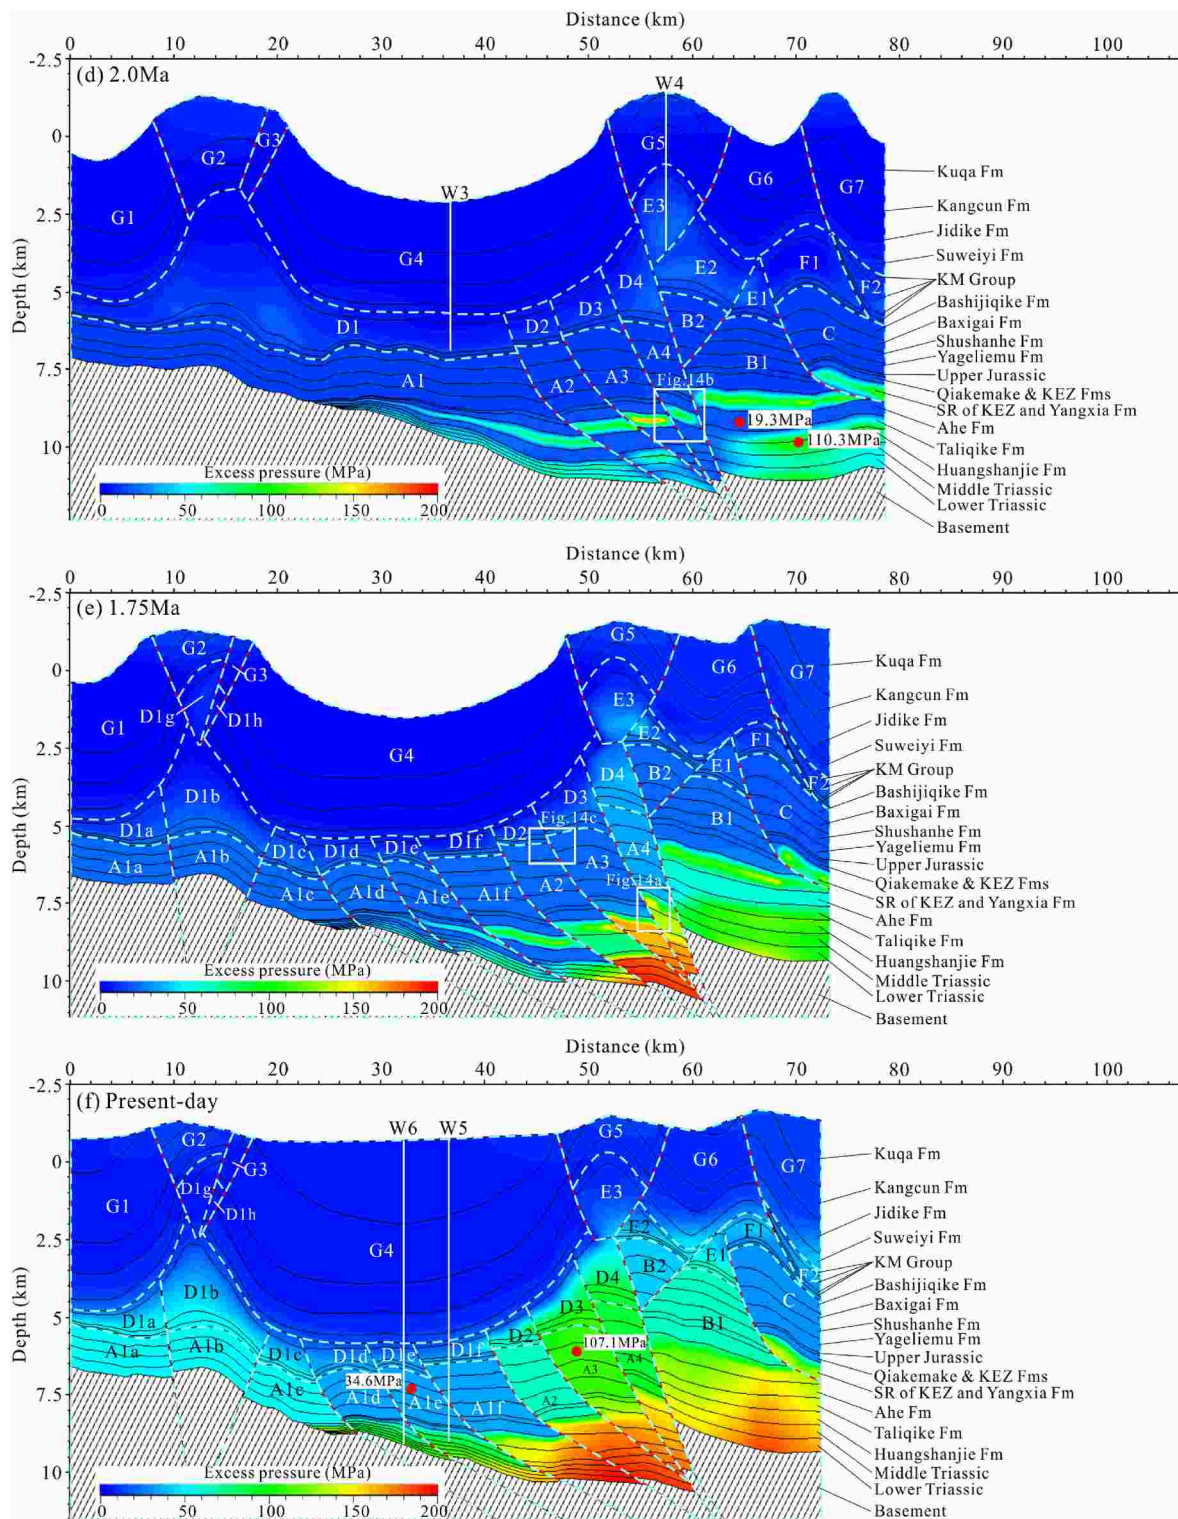 Distance (km)
0 10 20 30 40 50 60 70 80 90 100
(d) 2.0Ma
Depth (km)
-2.5
0
2.5
5
7.5
10
W4
W3
G1
G2
G3
G4
G5
G6
G7
E3
E2
E1
F1
F2
D1
D2
D3
D4
B2
B1
C
A1
A2
A3
A4
Fig.14b
19.3MPa
110.3MPa
Excess pressure (MPa)
0 50 100 150 200
Kuqa Fm
Kangcun Fm
Jidike Fm
Suweiyi Fm
KM Group
Bashijiqike Fm
Baxigai Fm
Shushanhe Fm
Yageliemu Fm
Upper Jurassic
Qiakemake & KEZ Fms
SR of KEZ and Yangxia Fm
Ahe Fm
Taliqike Fm
Huangshanjie Fm
Middle Triassic
Lower Triassic
Basement
Distance (km)
0 10 20 30 40 50 60 70 80 90 100
(e) 1.75Ma
Depth (km)
-2.5
0
2.5
5
7.5
10
G1
G2
G3
G4
G5
G6
G7
D1g
D1h
D1b
D1a
D1c
D1d
D1e
D1f
D2
D3
D4
E3
E2
E1
F1
F2
B2
B1
C
A1a
A1b
A1c
A1d
A1e
A1f
A2
A3
A4
Fig.14c
Fig.14a
Excess pressure (MPa)
0 50 100 150 200
Kuqa Fm
Kangcun Fm
Jidike Fm
Suweiyi Fm
KM Group
Bashijiqike Fm
Baxigai Fm
Shushanhe Fm
Yageliemu Fm
Upper Jurassic
Qiakemake & KEZ Fms
SR of KEZ and Yangxia Fm
Ahe Fm
Taliqike Fm
Huangshanjie Fm
Middle Triassic
Lower Triassic
Basement
Distance (km)
0 10 20 30 40 50 60 70 80 90 100
(f) Present-day
Depth (km)
-2.5
0
2.5
5
7.5
10
W6
W5
G1
G2
G3
G4
G5
G6
G7
D1g
D1h
D1b
D1a
D1c
D1d
D1e
D1f
D2
D3
D4
E3
E2
E1
F1
F2
B2
B1
C
A1a
A1b
A1c
A1d
A1e
A1f
A2
A3
A4
34.6MPa
107.1MPa
Excess pressure (MPa)
0 50 100 150 200
Kuqa Fm
Kangcun Fm
Jidike Fm
Suweiyi Fm
KM Group
Bashijiqike Fm
Baxigai Fm
Shushanhe Fm
Yageliemu Fm
Upper Jurassic
Qiakemake & KEZ Fms
SR of KEZ and Yangxia Fm
Ahe Fm
Taliqike Fm
Huangshanjie Fm
Middle Triassic
Lower Triassic
Basement